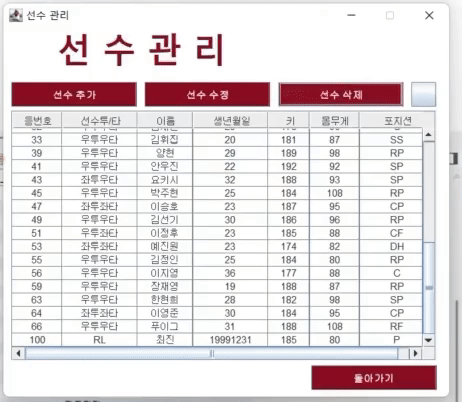 선수 관리
선 수 관 리
선수 추가 선수 수정 선수 삭제
등번호 선수투/타 이름 생년월일 키 몸무게 포지션
33 우투우타 김휘집 20 181 87 SS
39 우투우타 양현 29 189 98 RP
41 우투우타 안우진 22 192 92 SP
43 좌투우타 요키시 32 188 93 SP
45 우투우타 박주현 25 184 108 RP
47 좌투좌타 이승호 23 187 95 CP
49 우투우타 김선기 30 186 96 RP
51 우투좌타 이정후 23 185 88 CF
53 우투좌타 예진원 23 174 82 DH
55 우투우타 김정인 25 184 80 RP
56 우투우타 이지영 36 177 88 C
59 우투우타 장재영 19 188 87 RP
63 우투우타 한현희 28 182 98 SP
64 좌투좌타 이영준 30 184 95 CP
66 우투우타 푸이그 31 188 108 RF
100 RL 최진 19991231 185 80 P
돌아가기